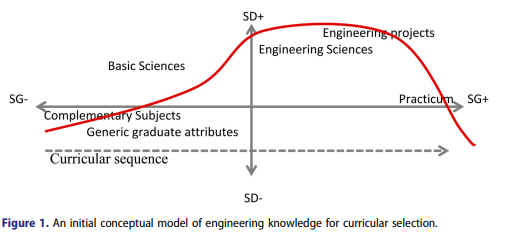 SD+
Engineering projects
Engineering Sciences
Basic Sciences
SG-
Practicum
SG+
Complementary Subjects
Generic graduate attributes
Curricular sequence
SD-
Figure 1. An initial conceptual model of engineering knowledge for curricular selection.